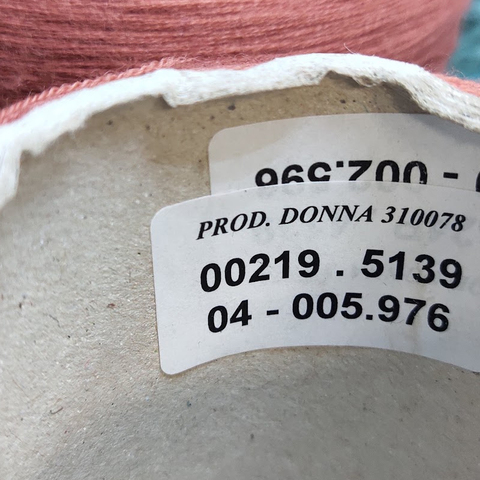 PROD. DONNA 310078
00219 . 5139
04 - 005.976